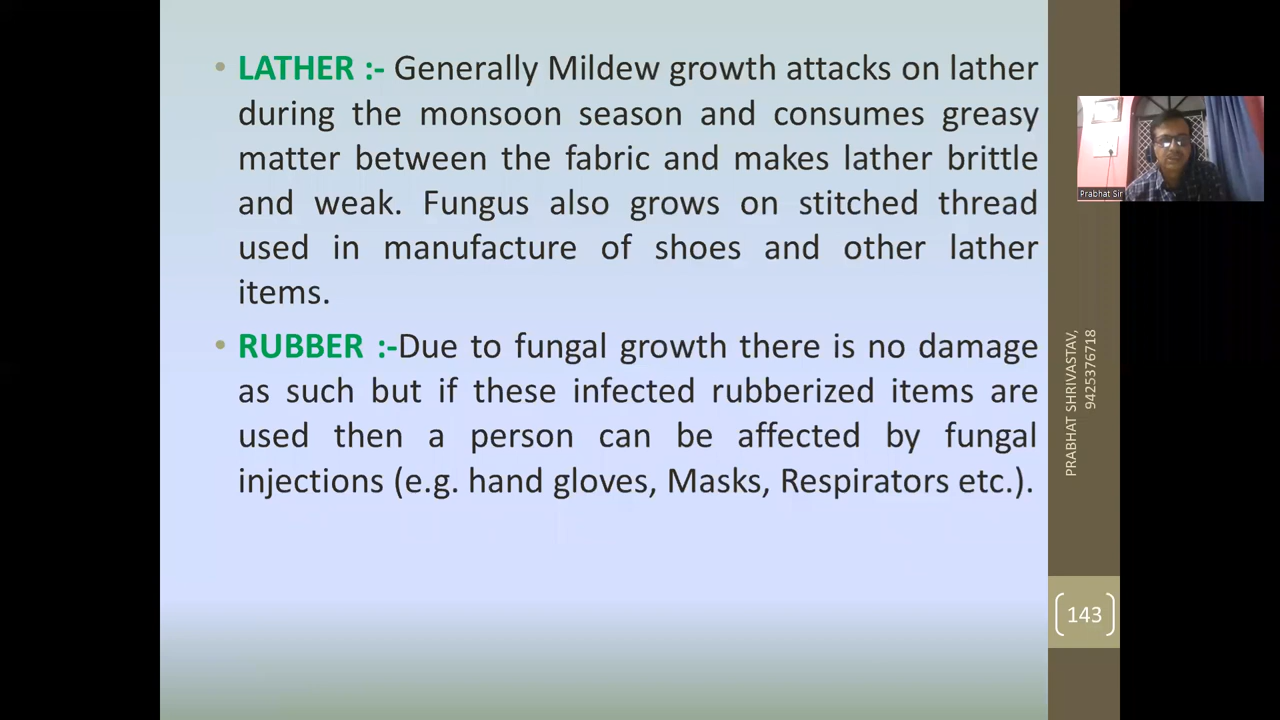 • LATHER :- Generally Mildew growth attacks on lather
during the monsoon season and consumes greasy
matter between the fabric and makes lather brittle
and weak. Fungus also grows on stitched thread
used in manufacture of shoes and other lather
items.
• RUBBER :-Due to fungal growth there is no damage
as such but if these infected rubberized items are
used then a person can be affected by fungal
injections (e.g. hand gloves, Masks, Respirators etc.).
Prabhat Sir
PRABHAT SHRIVASTAV,
9425376718
143